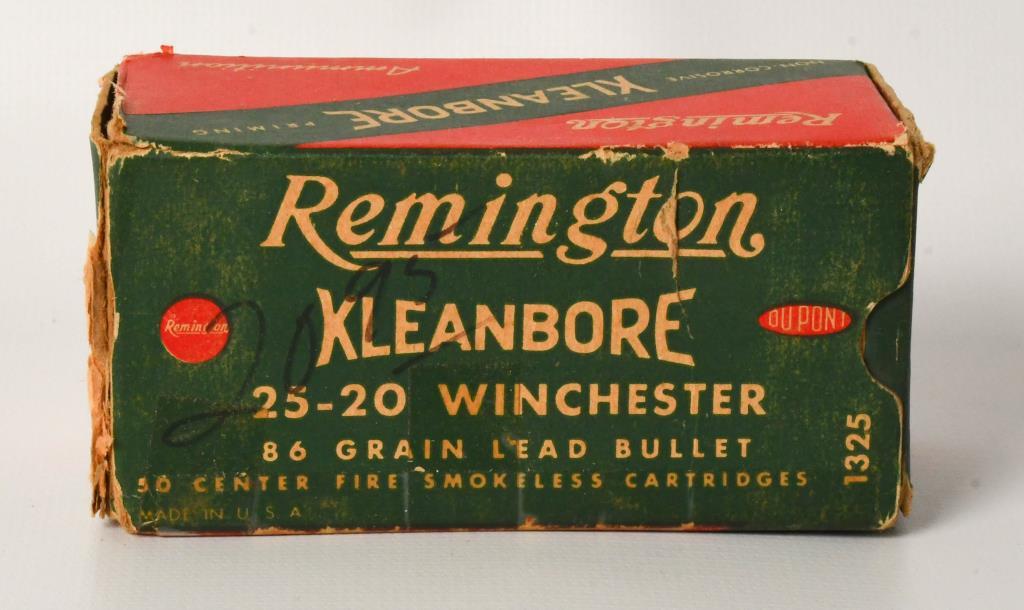 Ammunition
NON-CORROSIVE
KLEANBORE
PRIMING
Remington
Remington
2095
KLEANBORE
Remington
DU PONT
25-20 WINCHESTER
86 GRAIN LEAD BULLET
50 CENTER FIRE SMOKELESS CARTRIDGES
MADE IN U.S.A
1325